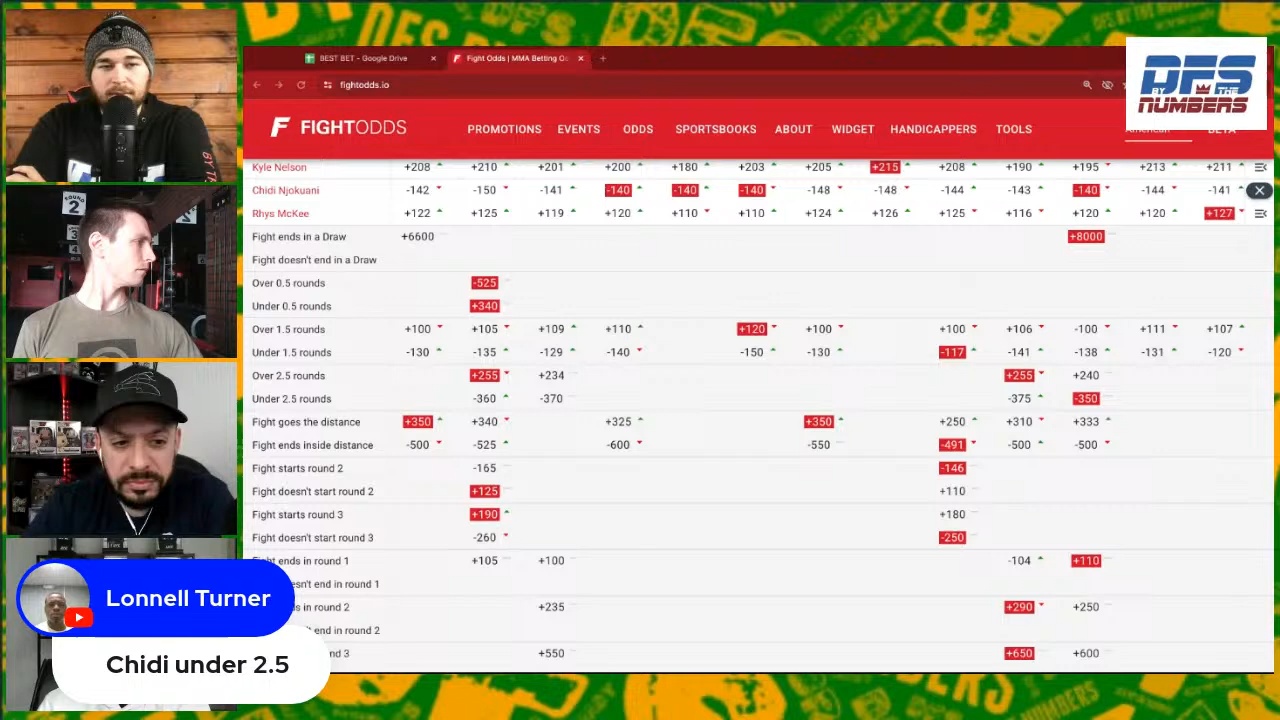 BEST BET - Google Drive
Fight Odds | MMA Betting Od
fightodds.io
DFS
BY THE
NUMBERS
FIGHTODDS
PROMOTIONS EVENTS ODDS SPORTSBOOKS ABOUT WIDGET HANDICAPPERS TOOLS American BETA
Kyle Nelson +208 +210 +201 +200 +180 +203 +205 +215 +208 +190 +195 +213 +211
Chidi Njokuani -142 -150 -141 -140 -140 -140 -148 -148 -144 -143 -140 -144 -141
Rhys McKee +122 +125 +119 +120 +110 +110 +124 +126 +125 +116 +120 +120 +127
Fight ends in a Draw +6600 +8000
Fight doesn't end in a Draw
Over 0.5 rounds -525
Under 0.5 rounds +340
Over 1.5 rounds +100 +105 +109 +110 +120 +100 +100 +106 -100 +111 +107
Under 1.5 rounds -130 -135 -129 -140 -150 -130 -117 -141 -138 -131 -120
Over 2.5 rounds +255 +234 +255 +240
Under 2.5 rounds -360 -370 -375 -350
Fight goes the distance +350 +340 +325 +350 +250 +310 +333
Fight ends inside distance -500 -525 -600 -550 -491 -500 -500
Fight starts round 2 -165 -146
Fight doesn't start round 2 +125 +110
Fight starts round 3 +190 +180
Fight doesn't start round 3 -260 -250
ends in round 1 +105 +100 -104 +110
end in round 1
in round 2 +235 +290 +250
end in round 2
3 +550 +650 +600
Lonnell Turner
Chidi under 2.5
ROUND
2